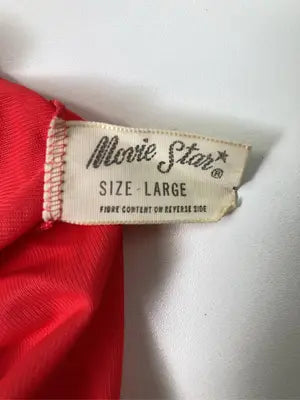 Movie Star★®
SIZE - LARGE
FIBRE CONTENT ON REVERSE SIDE